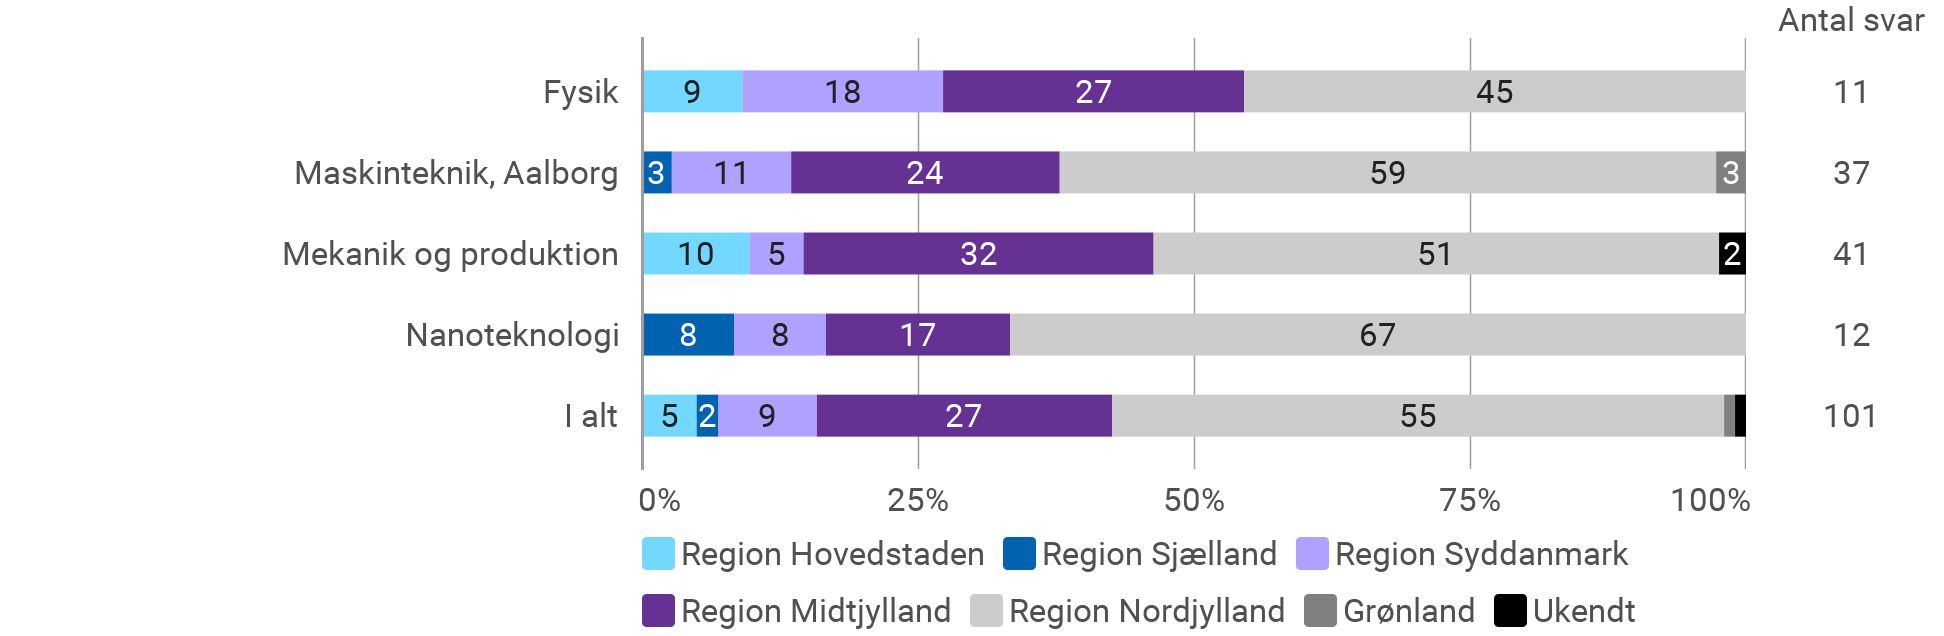 Antal svar
Fysik 9 18 27 45 11
Maskinteknik, Aalborg 3 11 24 59 3 37
Mekanik og produktion 10 5 32 51 2 41
Nanoteknologi 8 8 17 67 12
I alt 5 2 9 27 55 101
0% 25% 50% 75% 100%
Region Hovedstaden Region Sjælland Region Syddanmark
Region Midtjylland Region Nordjylland Grønland Ukendt